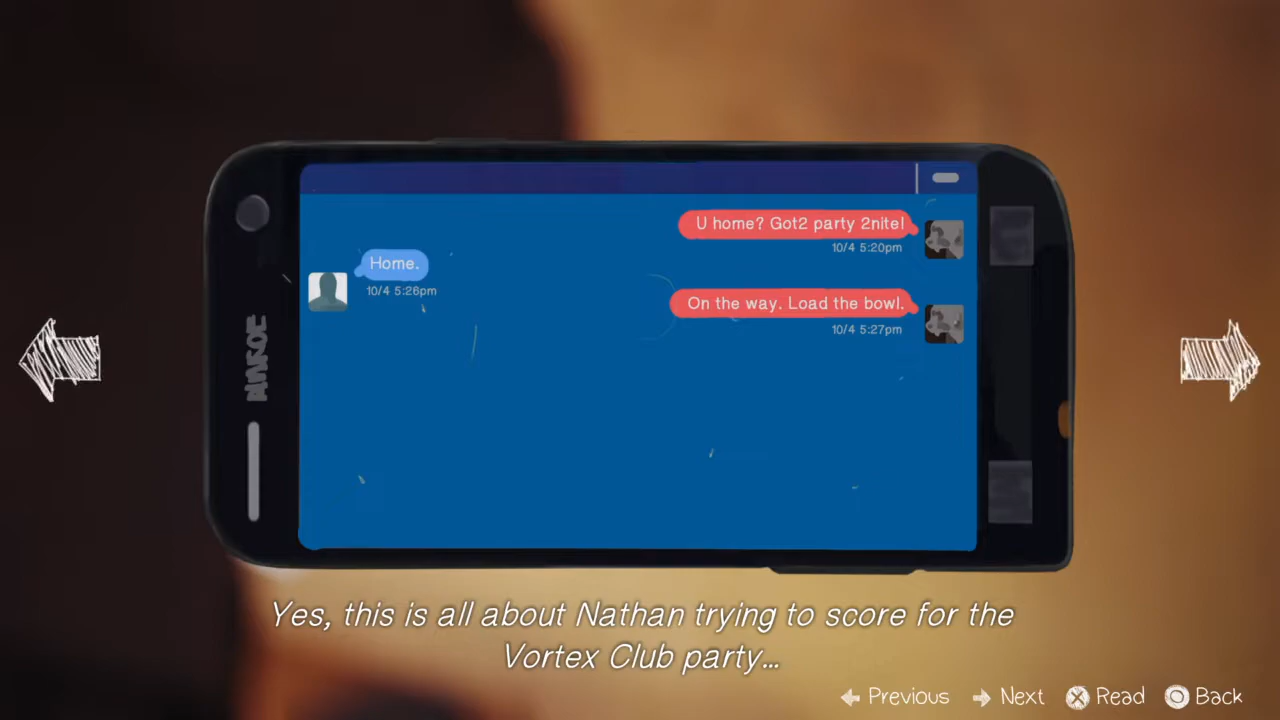 U home? Got2 party 2nite!
10/4 5:20pm
Home.
10/4 5:26pm
On the way. Load the bowl.
10/4 5:27pm
Yes, this is all about Nathan trying to score for the
Vortex Club party...
Previous Next Read Back